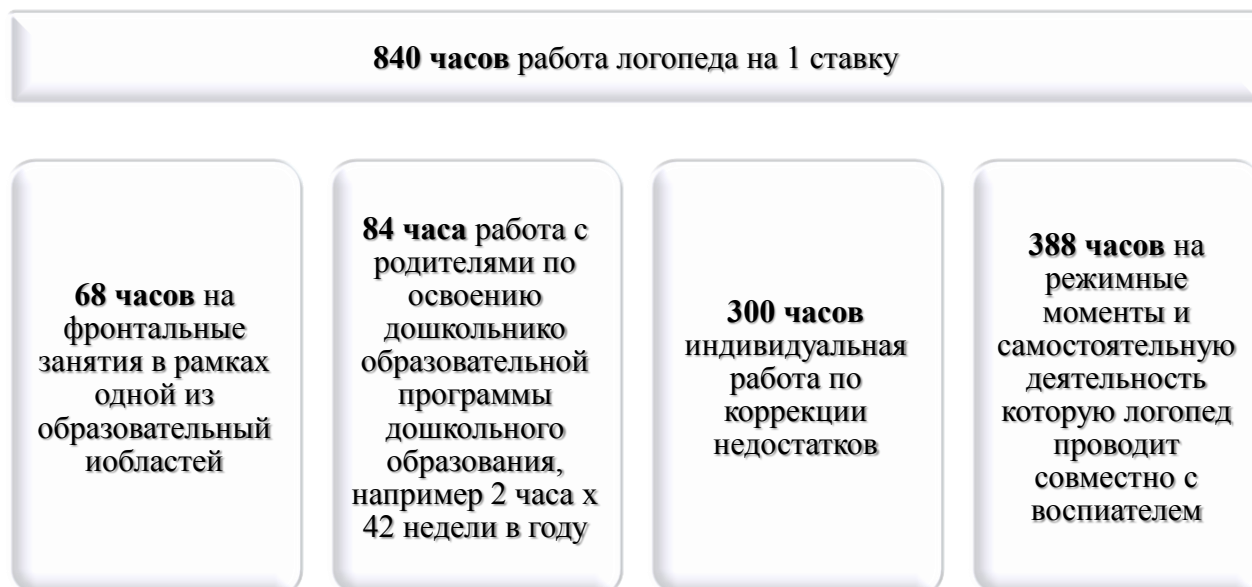 840 часов работа логопеда на 1 ставку
68 часов на
фронтальные
занятия в рамках
одной из
образовательный
иобластей
84 часа работа с
родителями по
освоению
дошкольнико
образовательной
программы
дошкольного
образования,
например 2 часа х
42 недели в году
300 часов
индивидуальная
работа по
коррекции
недостатков
388 часов на
режимные
моменты и
самостоятельную
деятельность
которую логопед
проводит
совместно с
воспиателем